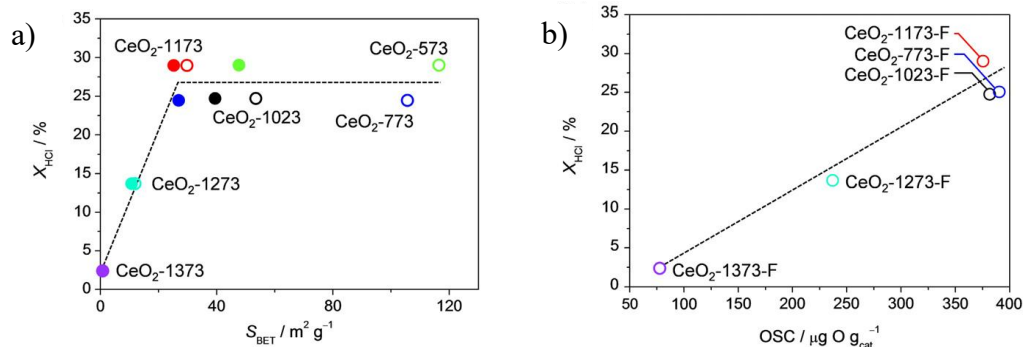 a)
35
30
25
20
15
10
5
0
X_HCl / %
CeO₂-1173
CeO₂-573
CeO₂-1023
CeO₂-773
CeO₂-1273
CeO₂-1373
0 40 80 120
S_BET / m² g⁻¹
b)
35
30
25
20
15
10
5
0
X_HCl / %
CeO₂-1173-F
CeO₂-773-F
CeO₂-1023-F
CeO₂-1273-F
CeO₂-1373-F
50 100 150 200 250 300 350 400
OSC / μg O g_cat⁻¹